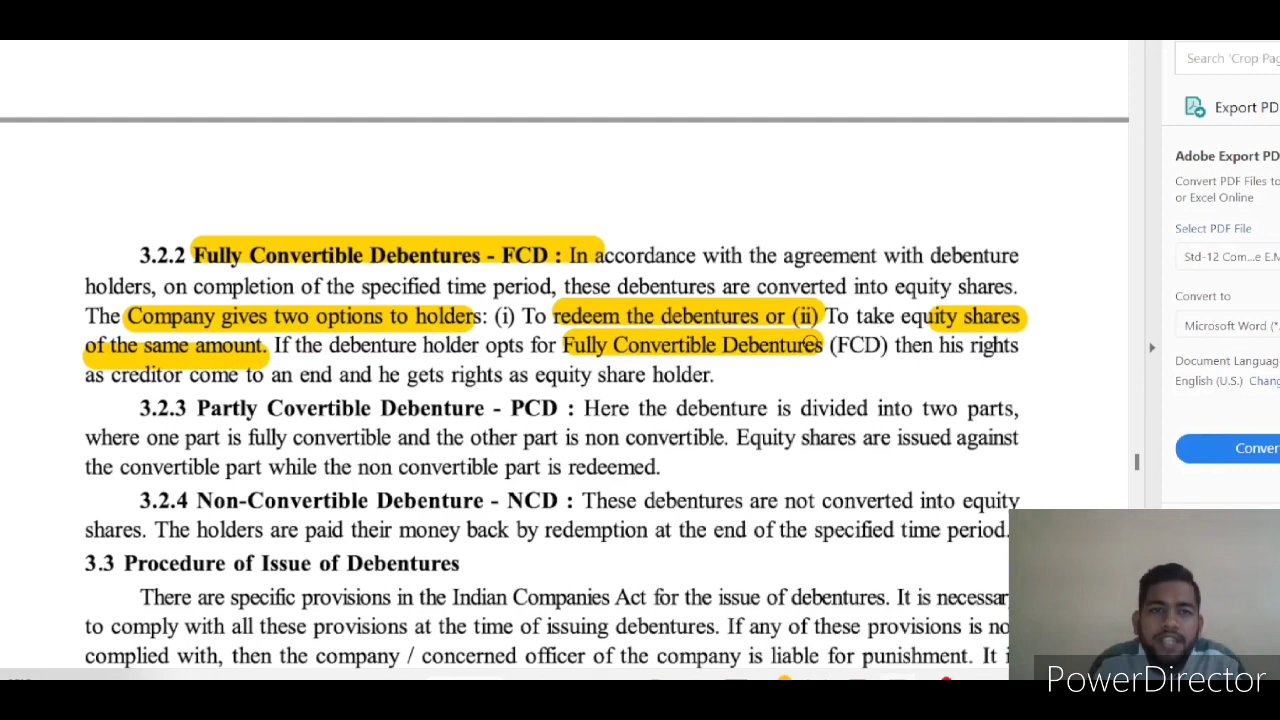 Search 'Crop Pag
Export PD
Adobe Export PD
Convert PDF Files to
or Excel Online
Select PDF File
Std-12 Com...e E.M
Convert to
Microsoft Word (*.
Document Languag
English (U.S.) Chang
Conver
3.2.2 Fully Convertible Debentures - FCD : In accordance with the agreement with debenture
holders, on completion of the specified time period, these debentures are converted into equity shares.
The Company gives two options to holders: (i) To redeem the debentures or (ii) To take equity shares
of the same amount. If the debenture holder opts for Fully Convertible Debentures (FCD) then his rights
as creditor come to an end and he gets rights as equity share holder.
3.2.3 Partly Covertible Debenture - PCD : Here the debenture is divided into two parts,
where one part is fully convertible and the other part is non convertible. Equity shares are issued against
the convertible part while the non convertible part is redeemed.
3.2.4 Non-Convertible Debenture - NCD : These debentures are not converted into equity
shares. The holders are paid their money back by redemption at the end of the specified time period.
3.3 Procedure of Issue of Debentures
There are specific provisions in the Indian Companies Act for the issue of debentures. It is necessar
to comply with all these provisions at the time of issuing debentures. If any of these provisions is no
complied with, then the company / concerned officer of the company is liable for punishment. It i
PowerDirector